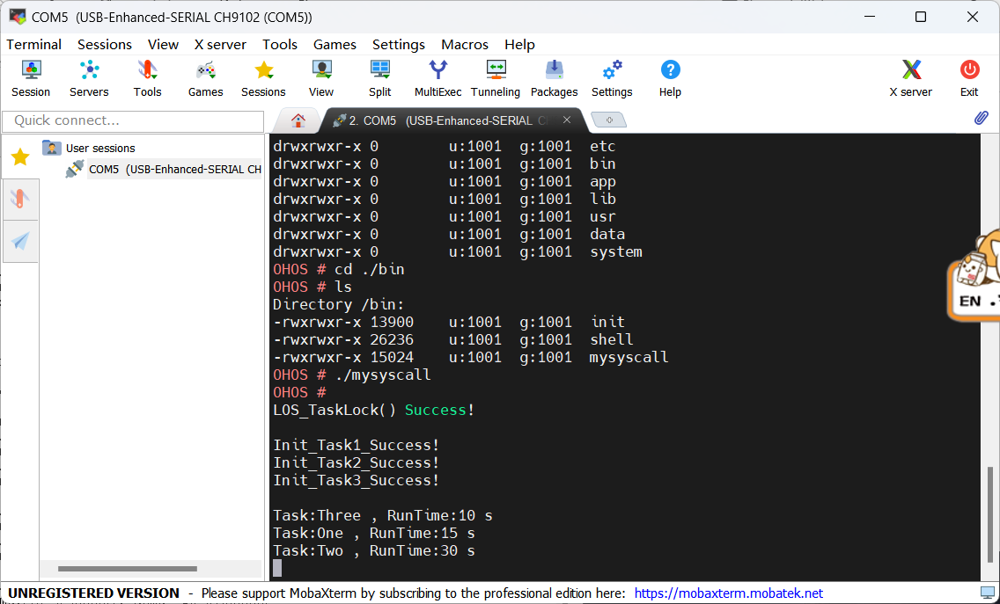 COM5  (USB-Enhanced-SERIAL CH9102 (COM5))
Terminal Sessions View X server Tools Games Settings Macros Help
Session Servers Tools Games Sessions View Split MultiExec Tunneling Packages Settings Help X server Exit
Quick connect...
2. COM5  (USB-Enhanced-SERIAL
User sessions
COM5  (USB-Enhanced-SERIAL CH
drwxrwxr-x 0        u:1001  g:1001  etc
drwxrwxr-x 0        u:1001  g:1001  bin
drwxrwxr-x 0        u:1001  g:1001  app
drwxrwxr-x 0        u:1001  g:1001  lib
drwxrwxr-x 0        u:1001  g:1001  usr
drwxrwxr-x 0        u:1001  g:1001  data
drwxrwxr-x 0        u:1001  g:1001  system
OHOS # cd ./bin
OHOS # ls
Directory /bin:
-rwxrwxr-x 13900    u:1001  g:1001  init
-rwxrwxr-x 26236    u:1001  g:1001  shell
-rwxrwxr-x 15024    u:1001  g:1001  mysyscall
OHOS # ./mysyscall
OHOS #
LOS_TaskLock() Success!
Init_Task1_Success!
Init_Task2_Success!
Init_Task3_Success!
Task:Three , RunTime:10 s
Task:One , RunTime:15 s
Task:Two , RunTime:30 s
EN
UNREGISTERED VERSION  -  Please support MobaXterm by subscribing to the professional edition here:  https://mobaxterm.mobatek.net